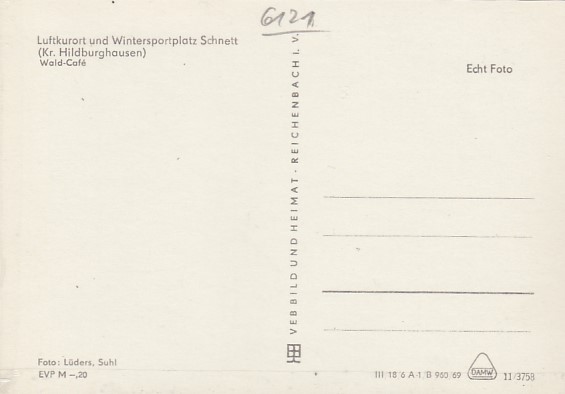 6121
Luftkurort und Wintersportplatz Schnett
(Kr. Hildburghausen)
Wald-Café
Echt Foto
VEB BILD UND HEIMAT · REICHENBACH I. V.
Foto: Lüders, Suhl
EVP M –,20
III 18 6 A 1 B 960 69
DAMW
11/3758